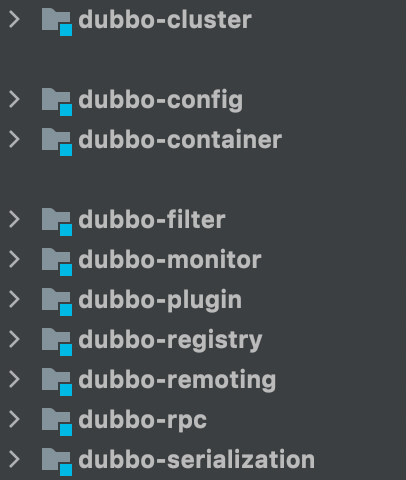 dubbo-cluster
dubbo-config
dubbo-container
dubbo-filter
dubbo-monitor
dubbo-plugin
dubbo-registry
dubbo-remoting
dubbo-rpc
dubbo-serialization